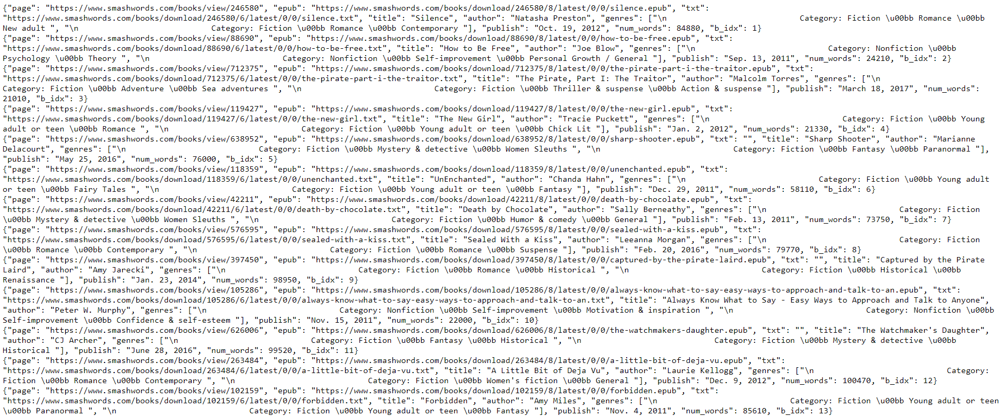 {"page": "https://www.smashwords.com/books/view/246580", "epub": "https://www.smashwords.com/books/download/246580/8/latest/0/0/silence.epub", "txt":
"https://www.smashwords.com/books/download/246580/6/latest/0/0/silence.txt", "title": "Silence", "author": "Natasha Preston", "genres": ["\n                            Category: Fiction \u00bb Romance \u00bb
New adult ", "\n                            Category: Fiction \u00bb Romance \u00bb Contemporary "], "publish": "Oct. 19, 2012", "num_words": 84880, "b_idx": 1}
{"page": "https://www.smashwords.com/books/view/88690", "epub": "https://www.smashwords.com/books/download/88690/8/latest/0/0/how-to-be-free.epub", "txt":
"https://www.smashwords.com/books/download/88690/6/latest/0/0/how-to-be-free.txt", "title": "How to Be Free", "author": "Joe Blow", "genres": ["\n                            Category: Nonfiction \u00bb
Psychology \u00bb Theory ", "\n                            Category: Nonfiction \u00bb Self-improvement \u00bb Personal Growth / General "], "publish": "Sep. 13, 2011", "num_words": 24210, "b_idx": 2}
{"page": "https://www.smashwords.com/books/view/712375", "epub": "https://www.smashwords.com/books/download/712375/8/latest/0/0/the-pirate-part-i-the-traitor.epub", "txt":
"https://www.smashwords.com/books/download/712375/6/latest/0/0/the-pirate-part-i-the-traitor.txt", "title": "The Pirate, Part I: The Traitor", "author": "Malcolm Torres", "genres": ["\n
Category: Fiction \u00bb Adventure \u00bb Sea adventures ", "\n                            Category: Fiction \u00bb Thriller & suspense \u00bb Action & suspense "], "publish": "March 18, 2017", "num_words":
21010, "b_idx": 3}
{"page": "https://www.smashwords.com/books/view/119427", "epub": "https://www.smashwords.com/books/download/119427/8/latest/0/0/the-new-girl.epub", "txt":
"https://www.smashwords.com/books/download/119427/6/latest/0/0/the-new-girl.txt", "title": "The New Girl", "author": "Tracie Puckett", "genres": ["\n                            Category: Fiction \u00bb Young
adult or teen \u00bb Romance ", "\n                            Category: Fiction \u00bb Young adult or teen \u00bb Chick Lit "], "publish": "Jan. 2, 2012", "num_words": 21330, "b_idx": 4}
{"page": "https://www.smashwords.com/books/view/638952", "epub": "https://www.smashwords.com/books/download/638952/8/latest/0/0/sharp-shooter.epub", "txt": "", "title": "Sharp Shooter", "author": "Marianne
Delacourt", "genres": ["\n                            Category: Fiction \u00bb Mystery & detective \u00bb Women Sleuths ", "\n                            Category: Fiction \u00bb Fantasy \u00bb Paranormal "],
"publish": "May 25, 2016", "num_words": 76000, "b_idx": 5}
{"page": "https://www.smashwords.com/books/view/118359", "epub": "https://www.smashwords.com/books/download/118359/8/latest/0/0/unenchanted.epub", "txt":
"https://www.smashwords.com/books/download/118359/6/latest/0/0/unenchanted.txt", "title": "UnEnchanted", "author": "Chanda Hahn", "genres": ["\n                            Category: Fiction \u00bb Young adult
or teen \u00bb Fairy Tales ", "\n                            Category: Fiction \u00bb Young adult or teen \u00bb Fantasy "], "publish": "Dec. 29, 2011", "num_words": 58110, "b_idx": 6}
{"page": "https://www.smashwords.com/books/view/42211", "epub": "https://www.smashwords.com/books/download/42211/8/latest/0/0/death-by-chocolate.epub", "txt":
"https://www.smashwords.com/books/download/42211/6/latest/0/0/death-by-chocolate.txt", "title": "Death by Chocolate", "author": "Sally Berneathy", "genres": ["\n                            Category: Fiction
\u00bb Mystery & detective \u00bb Women Sleuths ", "\n                            Category: Fiction \u00bb Humor & comedy \u00bb General "], "publish": "Feb. 13, 2011", "num_words": 73750, "b_idx": 7}
{"page": "https://www.smashwords.com/books/view/576595", "epub": "https://www.smashwords.com/books/download/576595/8/latest/0/0/sealed-with-a-kiss.epub", "txt":
"https://www.smashwords.com/books/download/576595/6/latest/0/0/sealed-with-a-kiss.txt", "title": "Sealed With a Kiss", "author": "Leeanna Morgan", "genres": ["\n                            Category: Fiction
\u00bb Romance \u00bb Contemporary ", "\n                            Category: Fiction \u00bb Romance \u00bb Suspense "], "publish": "Feb. 20, 2016", "num_words": 79770, "b_idx": 8}
{"page": "https://www.smashwords.com/books/view/397450", "epub": "https://www.smashwords.com/books/download/397450/8/latest/0/0/captured-by-the-pirate-laird.epub", "txt": "", "title": "Captured by the Pirate
Laird", "author": "Amy Jarecki", "genres": ["\n                            Category: Fiction \u00bb Romance \u00bb Historical ", "\n                            Category: Fiction \u00bb Historical \u00bb
Renaissance "], "publish": "Jan. 23, 2014", "num_words": 98950, "b_idx": 9}
{"page": "https://www.smashwords.com/books/view/105286", "epub": "https://www.smashwords.com/books/download/105286/8/latest/0/0/always-know-what-to-say-easy-ways-to-approach-and-talk-to-an.epub", "txt":
"https://www.smashwords.com/books/download/105286/6/latest/0/0/always-know-what-to-say-easy-ways-to-approach-and-talk-to-an.txt", "title": "Always Know What to Say - Easy Ways to Approach and Talk to Anyone",
"author": "Peter W. Murphy", "genres": ["\n                            Category: Nonfiction \u00bb Self-improvement \u00bb Motivation & inspiration ", "\n                            Category: Nonfiction \u00bb
Self-improvement \u00bb Confidence & self-esteem "], "publish": "Nov. 15, 2011", "num_words": 22000, "b_idx": 10}
{"page": "https://www.smashwords.com/books/view/626006", "epub": "https://www.smashwords.com/books/download/626006/8/latest/0/0/the-watchmakers-daughter.epub", "txt": "", "title": "The Watchmaker's Daughter",
"author": "CJ Archer", "genres": ["\n                            Category: Fiction \u00bb Fantasy \u00bb Historical ", "\n                            Category: Fiction \u00bb Mystery & detective \u00bb
Historical "], "publish": "June 28, 2016", "num_words": 99520, "b_idx": 11}
{"page": "https://www.smashwords.com/books/view/263484", "epub": "https://www.smashwords.com/books/download/263484/8/latest/0/0/a-little-bit-of-deja-vu.epub", "txt":
"https://www.smashwords.com/books/download/263484/6/latest/0/0/a-little-bit-of-deja-vu.txt", "title": "A Little Bit of Deja Vu", "author": "Laurie Kellogg", "genres": ["\n                            Category:
Fiction \u00bb Romance \u00bb Contemporary ", "\n                            Category: Fiction \u00bb Women's fiction \u00bb General "], "publish": "Dec. 9, 2012", "num_words": 100470, "b_idx": 12}
{"page": "https://www.smashwords.com/books/view/102159", "epub": "https://www.smashwords.com/books/download/102159/8/latest/0/0/forbidden.epub", "txt":
"https://www.smashwords.com/books/download/102159/6/latest/0/0/forbidden.txt", "title": "Forbidden", "author": "Amy Miles", "genres": ["\n                            Category: Fiction \u00bb Young adult or teen
\u00bb Paranormal ", "\n                            Category: Fiction \u00bb Young adult or teen \u00bb Fantasy "], "publish": "Nov. 4, 2011", "num_words": 85610, "b_idx": 13}